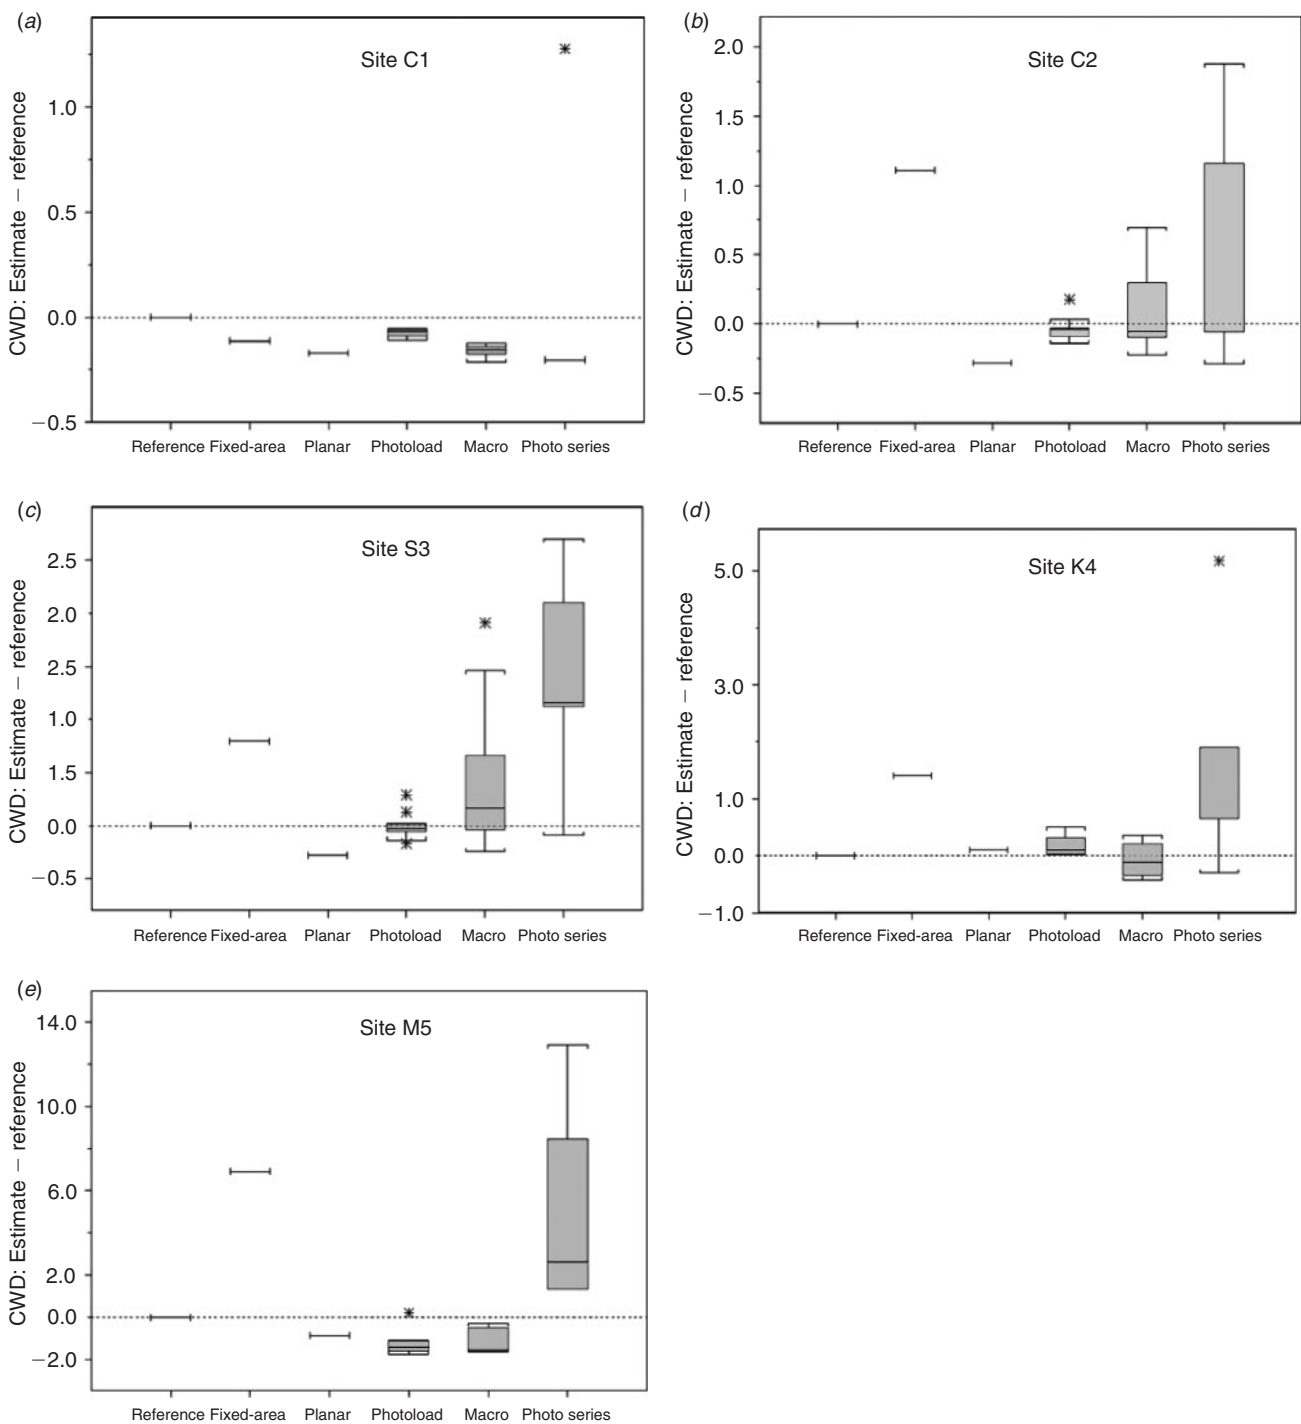 (a)
Site C1
CWD: Estimate − reference
1.0
0.5
0.0
−0.5
Reference Fixed-area Planar Photoload Macro Photo series
(b)
Site C2
CWD: Estimate − reference
2.0
1.5
1.0
0.5
0.0
−0.5
Reference Fixed-area Planar Photoload Macro Photo series
(c)
Site S3
CWD: Estimate − reference
2.5
2.0
2.5
1.0
1.5
0.0
−0.5
Reference Fixed-area Planar Photoload Macro Photo series
(d)
Site K4
CWD: Estimate − reference
5.0
3.0
1.0
0.0
−1.0
Reference Fixed-area Planar Photoload Macro Photo series
(e)
Site M5
CWD: Estimate − reference
14.0
10.0
6.0
2.0
0.0
−2.0
Reference Fixed-area Planar Photoload Macro Photo series